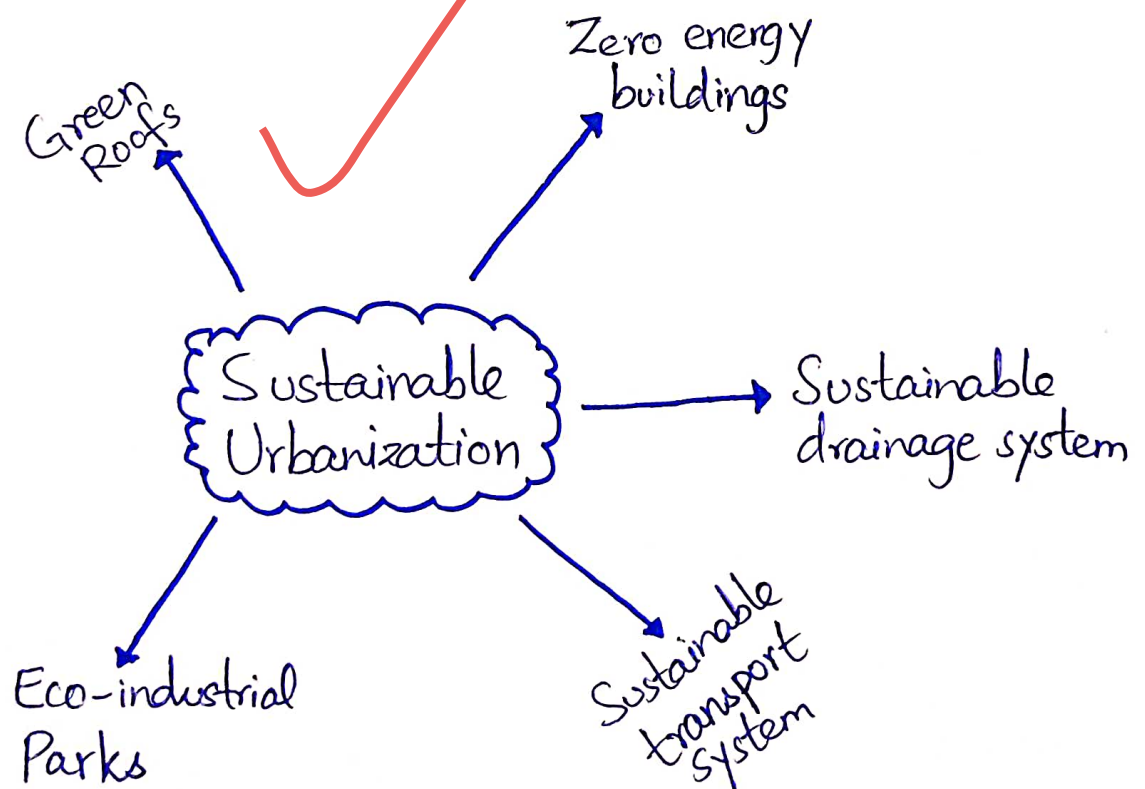 Green
Roofs
Zero energy
buildings
Sustainable
Urbanization
Sustainable
drainage system
Eco-industrial
Parks
Sustainable
transport
system